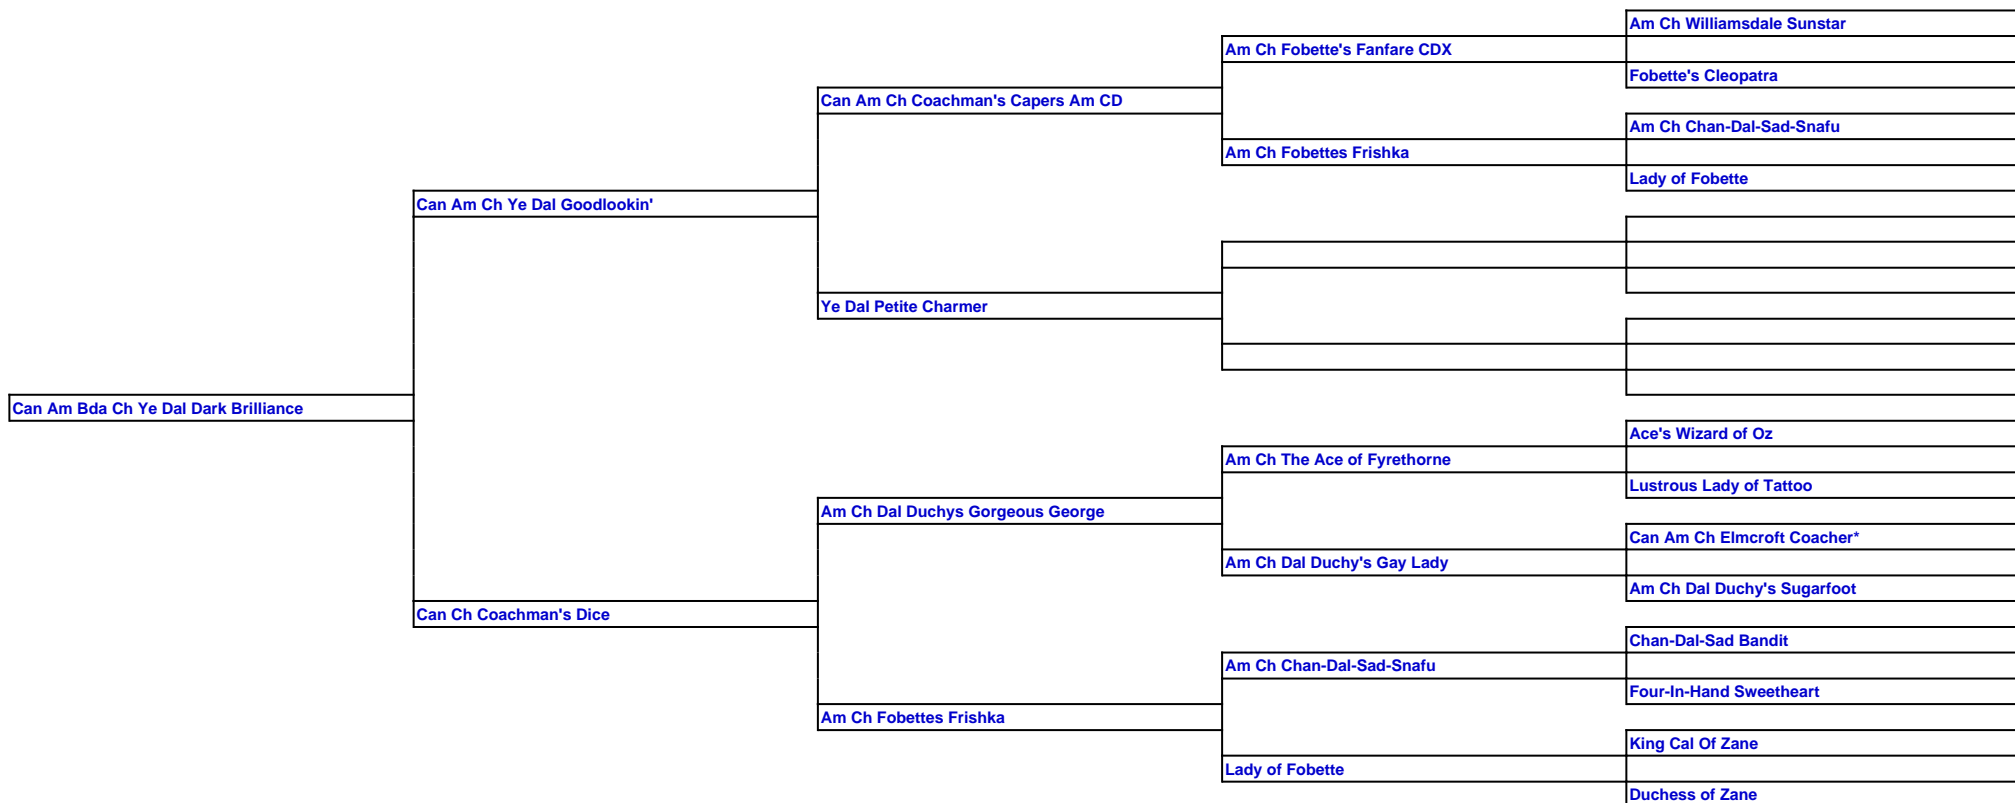 Am Ch Williamsdale Sunstar
Am Ch Fobette's Fanfare CDX
Fobette's Cleopatra
Can Am Ch Coachman's Capers Am CD
Am Ch Chan-Dal-Sad-Snafu
Am Ch Fobettes Frishka
Lady of Fobette
Can Am Ch Ye Dal Goodlookin'
Ye Dal Petite Charmer
Can Am Bda Ch Ye Dal Dark Brilliance
Ace's Wizard of Oz
Am Ch The Ace of Fyrethorne
Lustrous Lady of Tattoo
Am Ch Dal Duchys Gorgeous George
Can Am Ch Elmcroft Coacher*
Am Ch Dal Duchy's Gay Lady
Am Ch Dal Duchy's Sugarfoot
Can Ch Coachman's Dice
Chan-Dal-Sad Bandit
Am Ch Chan-Dal-Sad-Snafu
Four-In-Hand Sweetheart
Am Ch Fobettes Frishka
King Cal Of Zane
Lady of Fobette
Duchess of Zane